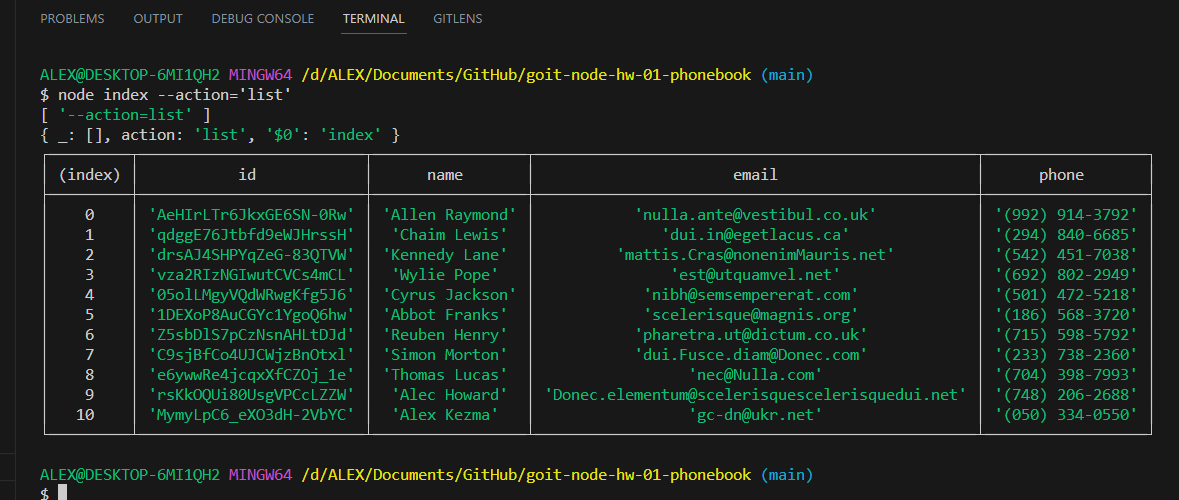 PROBLEMS OUTPUT DEBUG CONSOLE TERMINAL GITLENS
ALEX@DESKTOP-6MI1QH2 MINGW64 /d/ALEX/Documents/GitHub/goit-node-hw-01-phonebook (main)
$ node index --action='list'
[ '--action=list' ]
{ _: [], action: 'list', '$0': 'index' }
(index) id name email phone
0 'AeHIrLTr6JkxGE6SN-0Rw' 'Allen Raymond' 'nulla.ante@vestibul.co.uk' '(992) 914-3792'
1 'qdggE76Jtbfd9eWJHrssH' 'Chaim Lewis' 'dui.in@egetlacus.ca' '(294) 840-6685'
2 'drsAJ4SHPYqZeG-83QTVW' 'Kennedy Lane' 'mattis.Cras@nonenimMauris.net' '(542) 451-7038'
3 'vza2RIzNGIwutCVCs4mCL' 'Wylie Pope' 'est@utquamvel.net' '(692) 802-2949'
4 '05olLMgyVQdWRwgKfg5J6' 'Cyrus Jackson' 'nibh@semsempererat.com' '(501) 472-5218'
5 '1DEXoP8AuCGYc1YgoQ6hw' 'Abbot Franks' 'scelerisque@magnis.org' '(186) 568-3720'
6 'Z5sbDlS7pCzNsnAHLtDJd' 'Reuben Henry' 'pharetra.ut@dictum.co.uk' '(715) 598-5792'
7 'C9sjBfCo4UJCWjzBnOtxl' 'Simon Morton' 'dui.Fusce.diam@Donec.com' '(233) 738-2360'
8 'e6ywwRe4jcqxXfCZOj_1e' 'Thomas Lucas' 'nec@Nulla.com' '(704) 398-7993'
9 'rsKkOQUi80UsgVPCcLZZW' 'Alec Howard' 'Donec.elementum@scelerisquescelerisquedui.net' '(748) 206-2688'
10 'MymyLpC6_eXO3dH-2VbYC' 'Alex Kezma' 'gc-dn@ukr.net' '(050) 334-0550'
ALEX@DESKTOP-6MI1QH2 MINGW64 /d/ALEX/Documents/GitHub/goit-node-hw-01-phonebook (main)
$